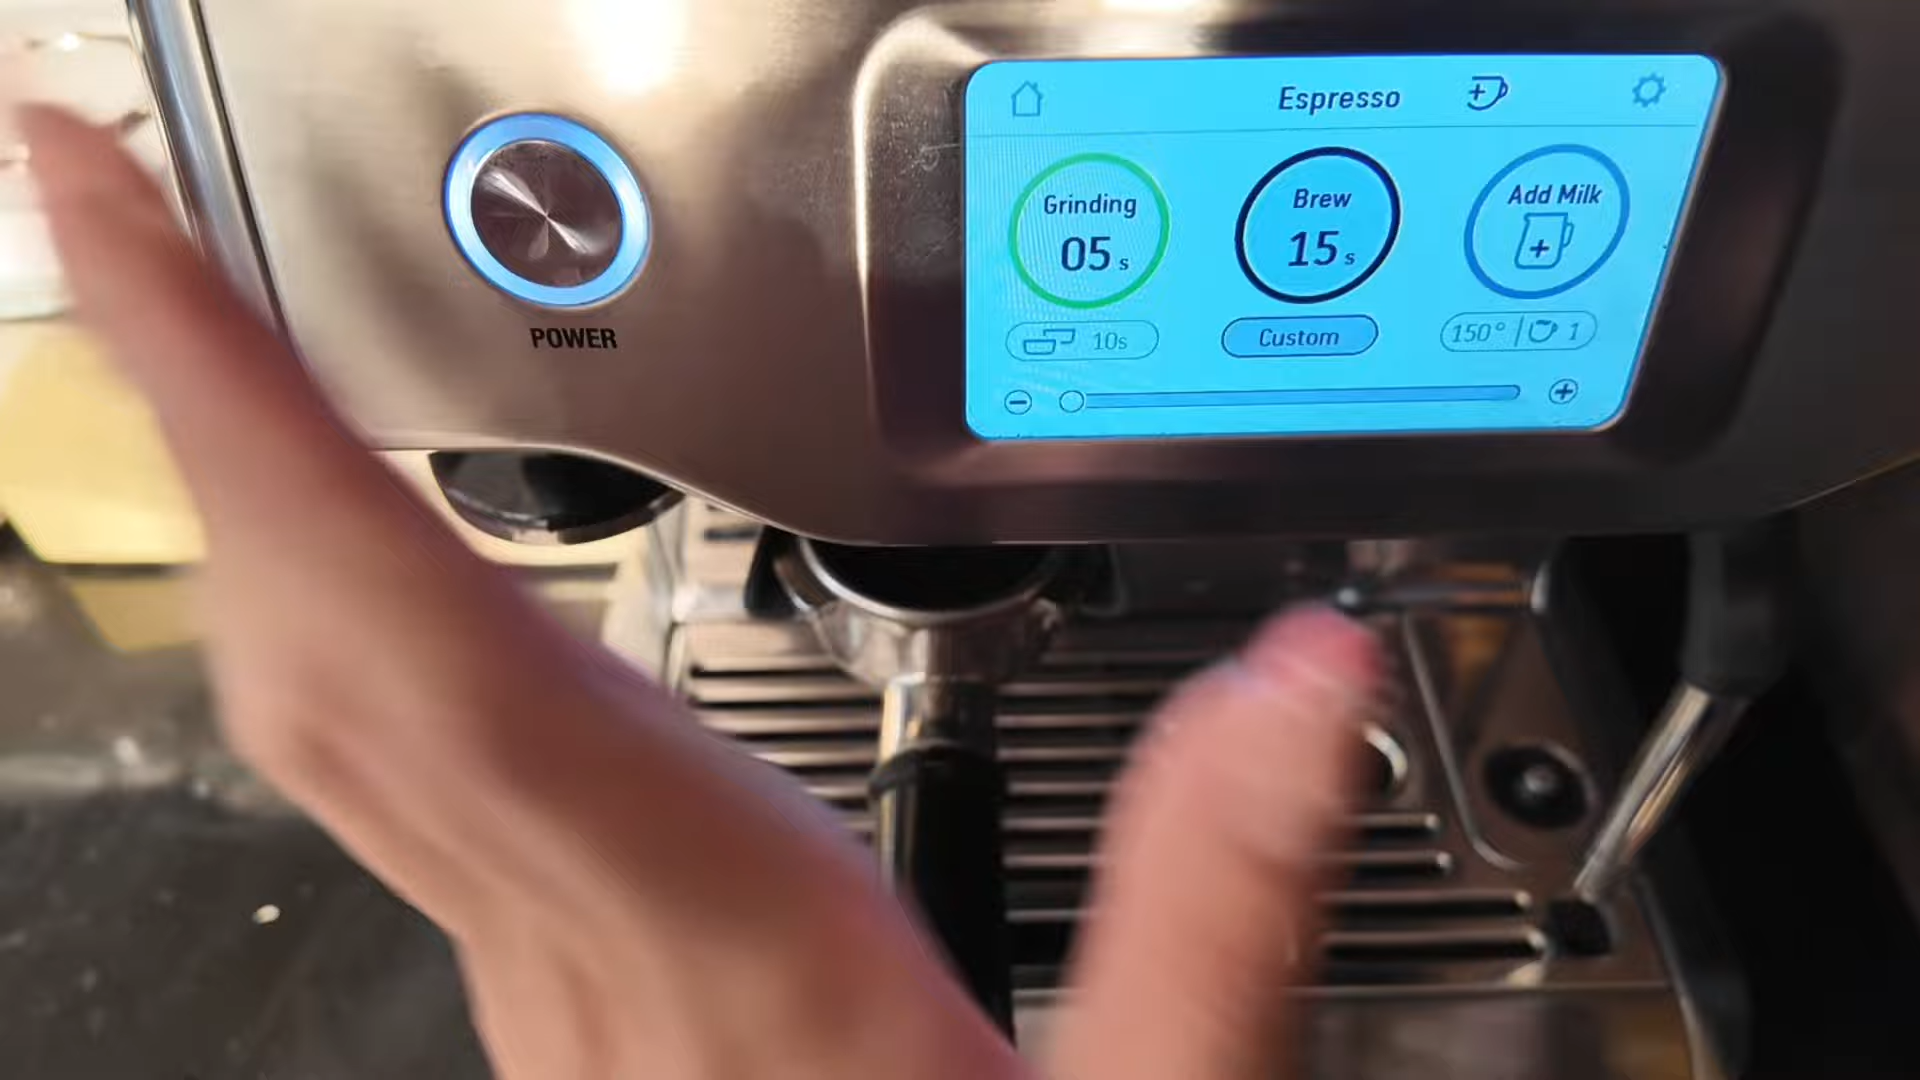 Espresso
Grinding
05 s
Brew
15 s
Add Milk
10s
Custom
150° | 1
POWER